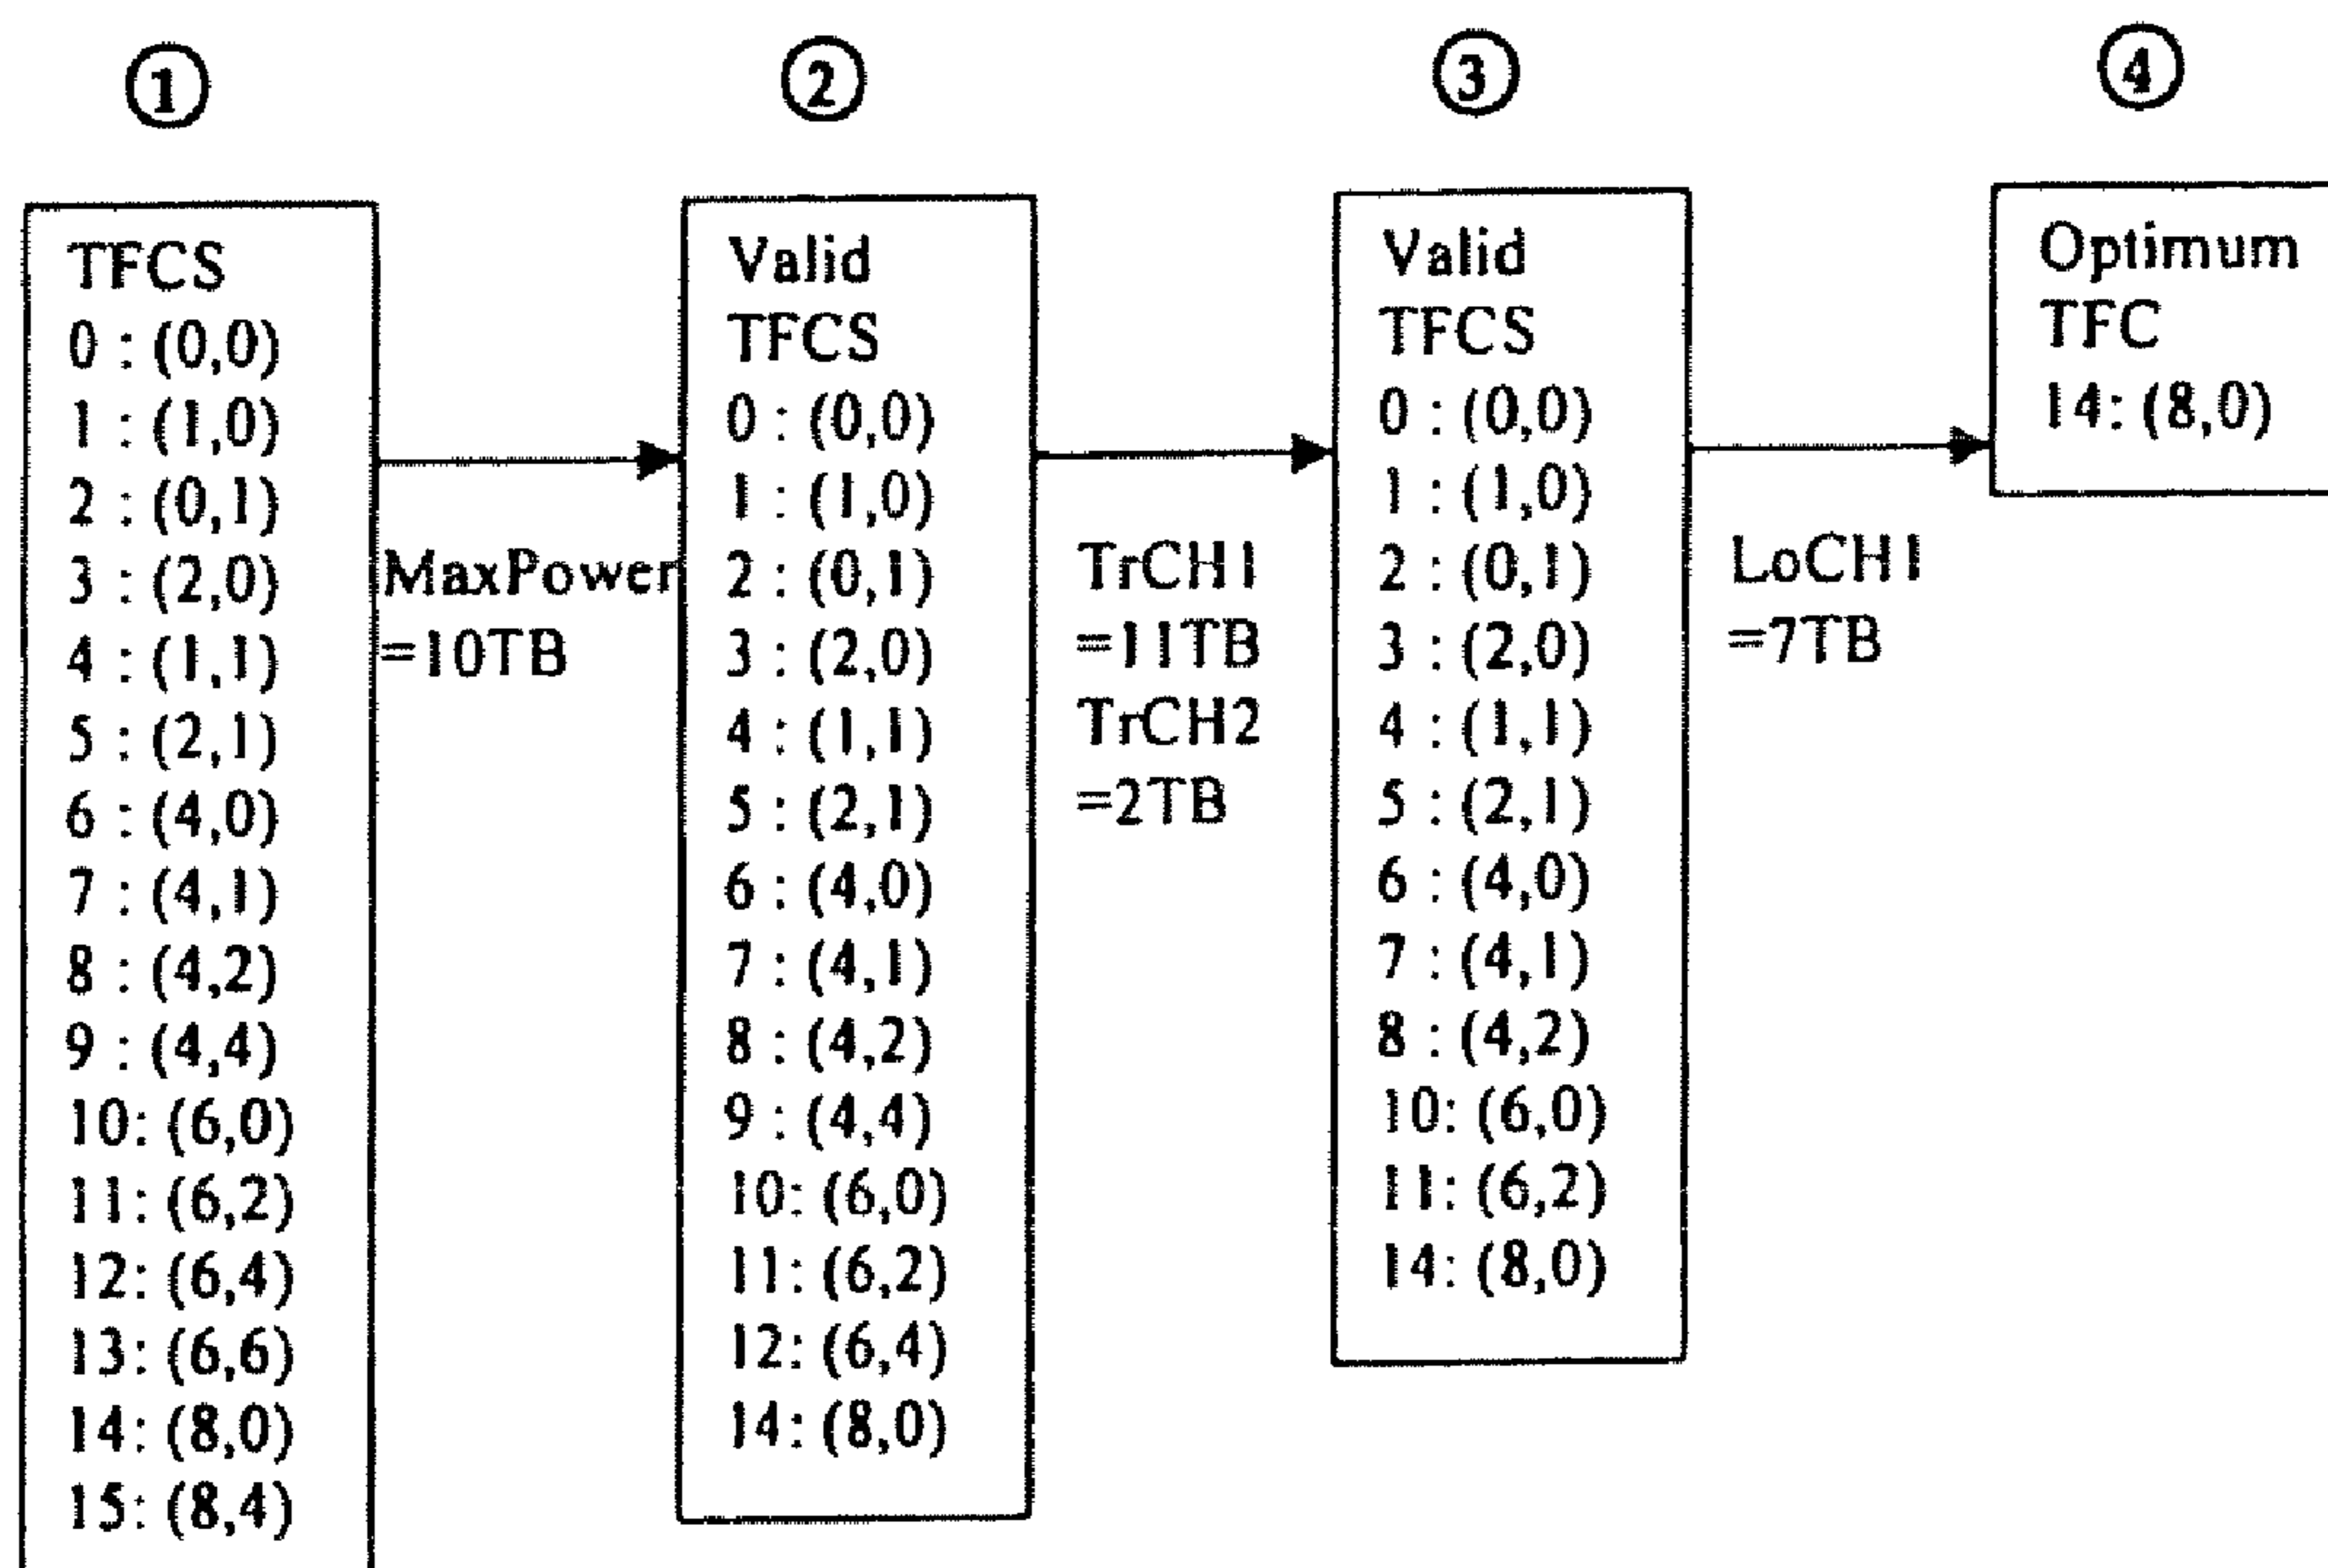 ①
②
③
④
TFCS
0 : (0,0)
1 : (1,0)
2 : (0,1)
3 : (2,0)
4 : (1,1)
5 : (2,1)
6 : (4,0)
7 : (4,1)
8 : (4,2)
9 : (4,4)
10: (6,0)
11: (6,2)
12: (6,4)
13: (6,6)
14: (8,0)
15: (8,4)
MaxPower
=10TB
Valid
TFCS
0 : (0,0)
1 : (1,0)
2 : (0,1)
3 : (2,0)
4 : (1,1)
5 : (2,1)
6 : (4,0)
7 : (4,1)
8 : (4,2)
9 : (4,4)
10: (6,0)
11: (6,2)
12: (6,4)
14: (8,0)
TrCH1
=11TB
TrCH2
=2TB
Valid
TFCS
0 : (0,0)
1 : (1,0)
2 : (0,1)
3 : (2,0)
4 : (1,1)
5 : (2,1)
6 : (4,0)
7 : (4,1)
8 : (4,2)
10: (6,0)
11: (6,2)
14: (8,0)
LoCH1
=7TB
Optimum
TFC
14: (8,0)